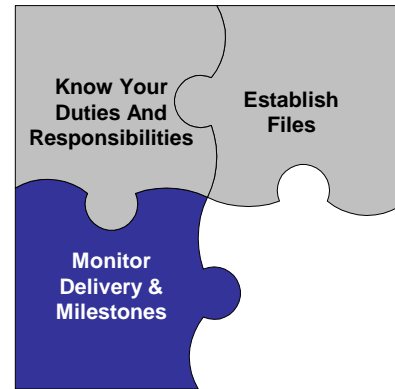 Know Your
Duties And
Responsibilities
Establish
Files
Monitor
Delivery &
Milestones